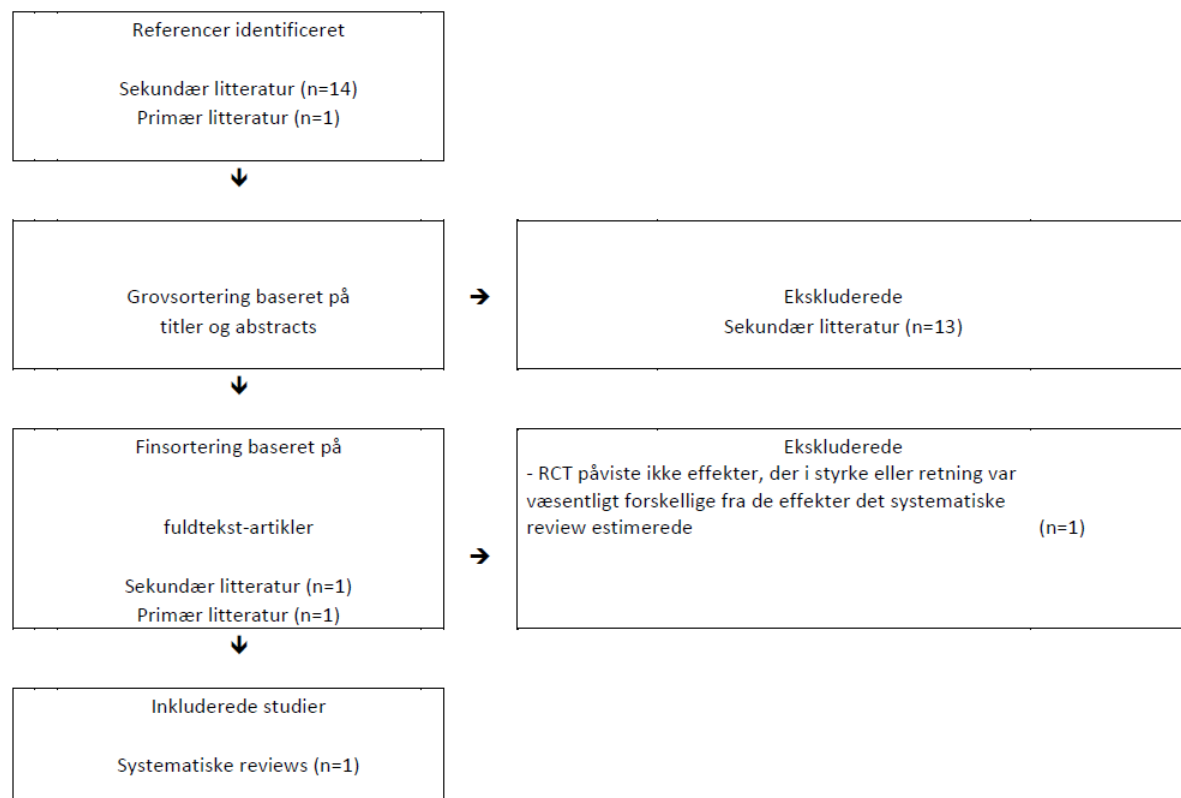 Referencer identificeret
Sekundær litteratur (n=14)
Primær litteratur (n=1)
Grovsortering baseret på
titler og abstracts
Ekskluderede
Sekundær litteratur (n=13)
Finsortering baseret på
fuldtekst-artikler
Sekundær litteratur (n=1)
Primær litteratur (n=1)
Ekskluderede
- RCT påviste ikke effekter, der i styrke eller retning var
væsentligt forskellige fra de effekter det systematiske
review estimerede (n=1)
Inkluderede studier
Systematiske reviews (n=1)